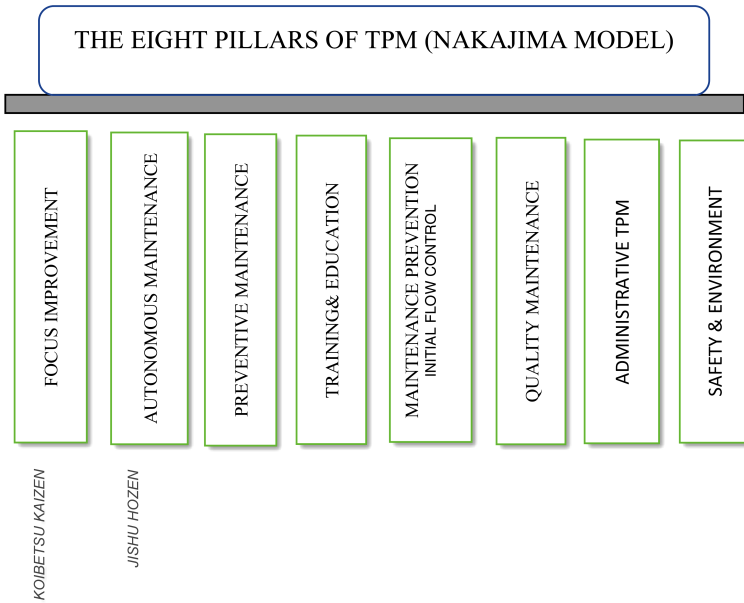 THE EIGHT PILLARS OF TPM (NAKAJIMA MODEL)
FOCUS IMPROVEMENT
AUTONOMOUS MAINTENANCE
PREVENTIVE MAINTENANCE
TRAINING& EDUCATION
MAINTENANCE PREVENTION
INITIAL FLOW CONTROL
QUALITY MAINTENANCE
ADMINISTRATIVE TPM
SAFETY & ENVIRONMENT
KOIBETSU KAIZEN
JISHU HOZEN